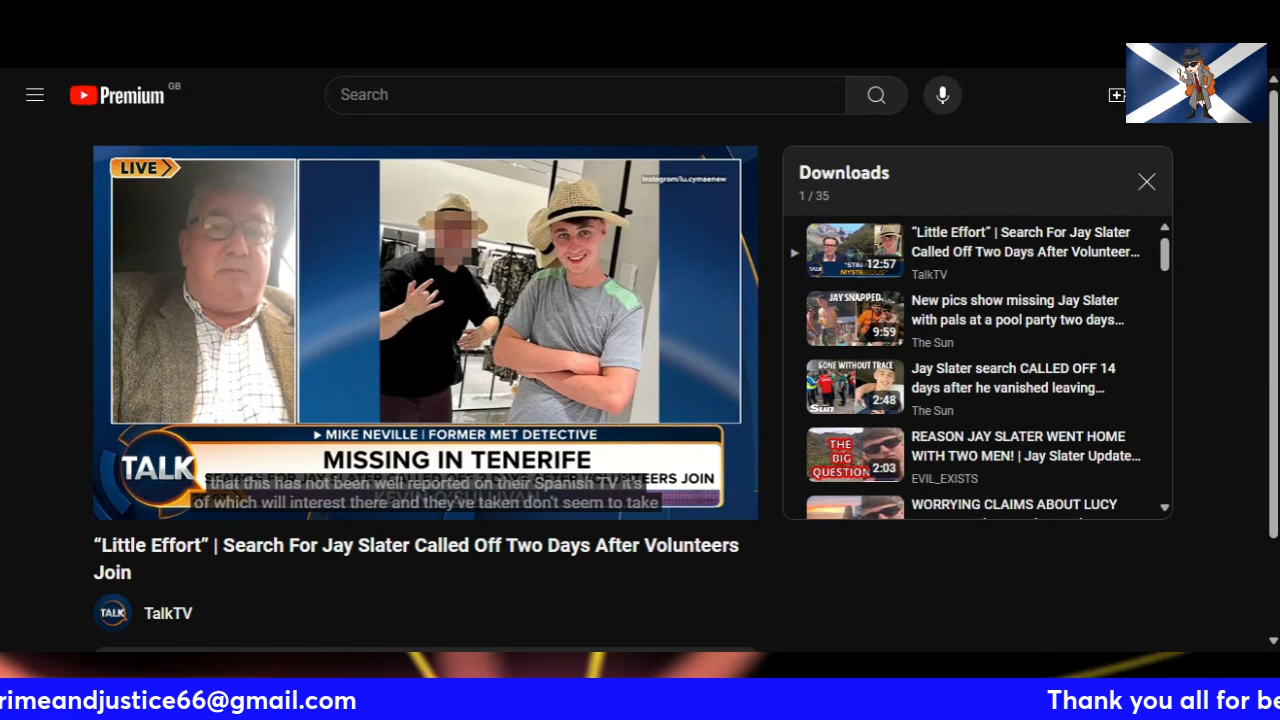 Premium
GB
Search
LIVE
Instagram/lu.cymaenew
MIKE NEVILLE | FORMER MET DETECTIVE
MISSING IN TENERIFE
TALK
EERS JOIN
that this has not been well reported on their Spanish TV it's
of which will interest there and they've taken don't seem to take
“Little Effort” | Search For Jay Slater Called Off Two Days After Volunteers
Join
TALK
TalkTV
Downloads
1 / 35
12:57
“Little Effort” | Search For Jay Slater
Called Off Two Days After Volunteer...
TalkTV
JAY SNAPPED
9:59
New pics show missing Jay Slater
with pals at a pool party two days...
The Sun
GONE WITHOUT TRACE
Sun
2:48
Jay Slater search CALLED OFF 14
days after he vanished leaving...
The Sun
THE
BIG
QUESTION
2:03
REASON JAY SLATER WENT HOME
WITH TWO MEN! | Jay Slater Update...
EVIL_EXISTS
WORRYING CLAIMS ABOUT LUCY
rimeandjustice66@gmail.com
Thank you all for be